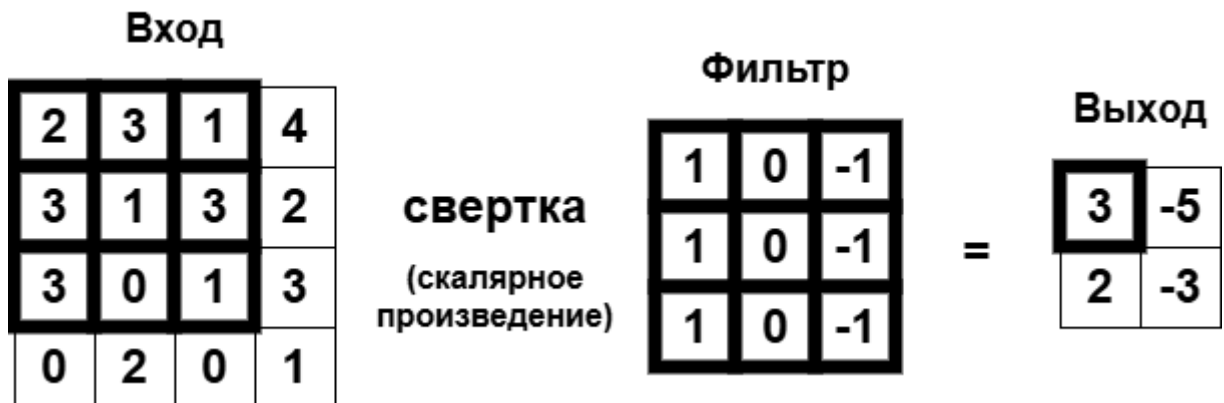 Вход
Фильтр
Выход
2 3 1 4
3 1 3 2
3 0 1 3
0 2 0 1
свертка
(скалярное
произведение)
1 0 -1
1 0 -1
1 0 -1
=
3 -5
2 -3